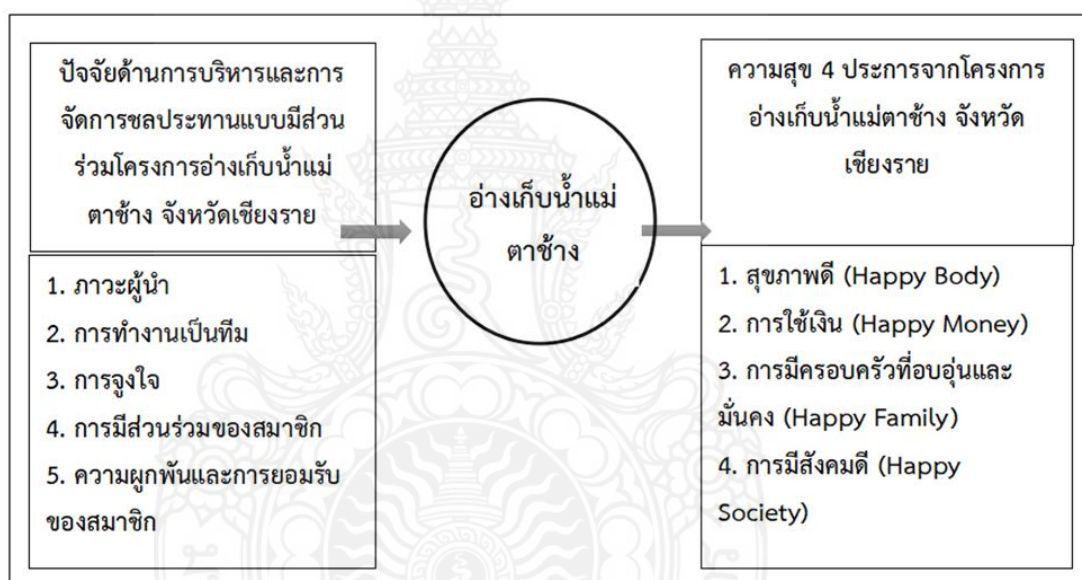 ปัจจัยด้านการบริหารและการ
จัดการชลประทานแบบมีส่วน
ร่วมโครงการอ่างเก็บน้ำแม่
ตาช้าง จังหวัดเชียงราย
1. ภาวะผู้นำ
2. การทำงานเป็นทีม
3. การจูงใจ
4. การมีส่วนร่วมของสมาชิก
5. ความผูกพันและการยอมรับ
ของสมาชิก
อ่างเก็บน้ำแม่
ตาช้าง
ความสุข 4 ประการจากโครงการ
อ่างเก็บน้ำแม่ตาช้าง จังหวัด
เชียงราย
1. สุขภาพดี (Happy Body)
2. การใช้เงิน (Happy Money)
3. การมีครอบครัวที่อบอุ่นและ
มั่นคง (Happy Family)
4. การมีสังคมดี (Happy
Society)